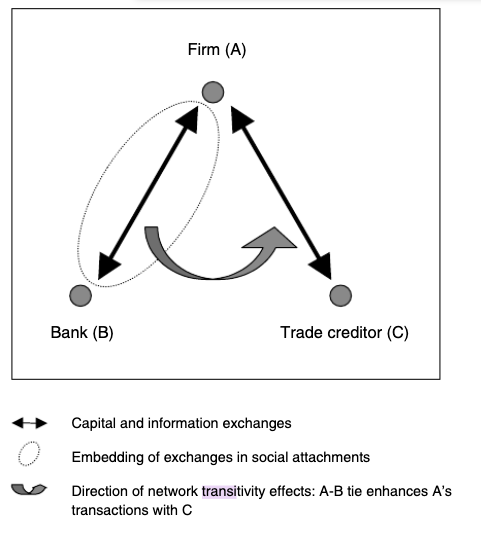 Firm (A)
Bank (B)
Trade creditor (C)
Capital and information exchanges
Embedding of exchanges in social attachments
Direction of network transitivity effects: A-B tie enhances A's
transactions with C